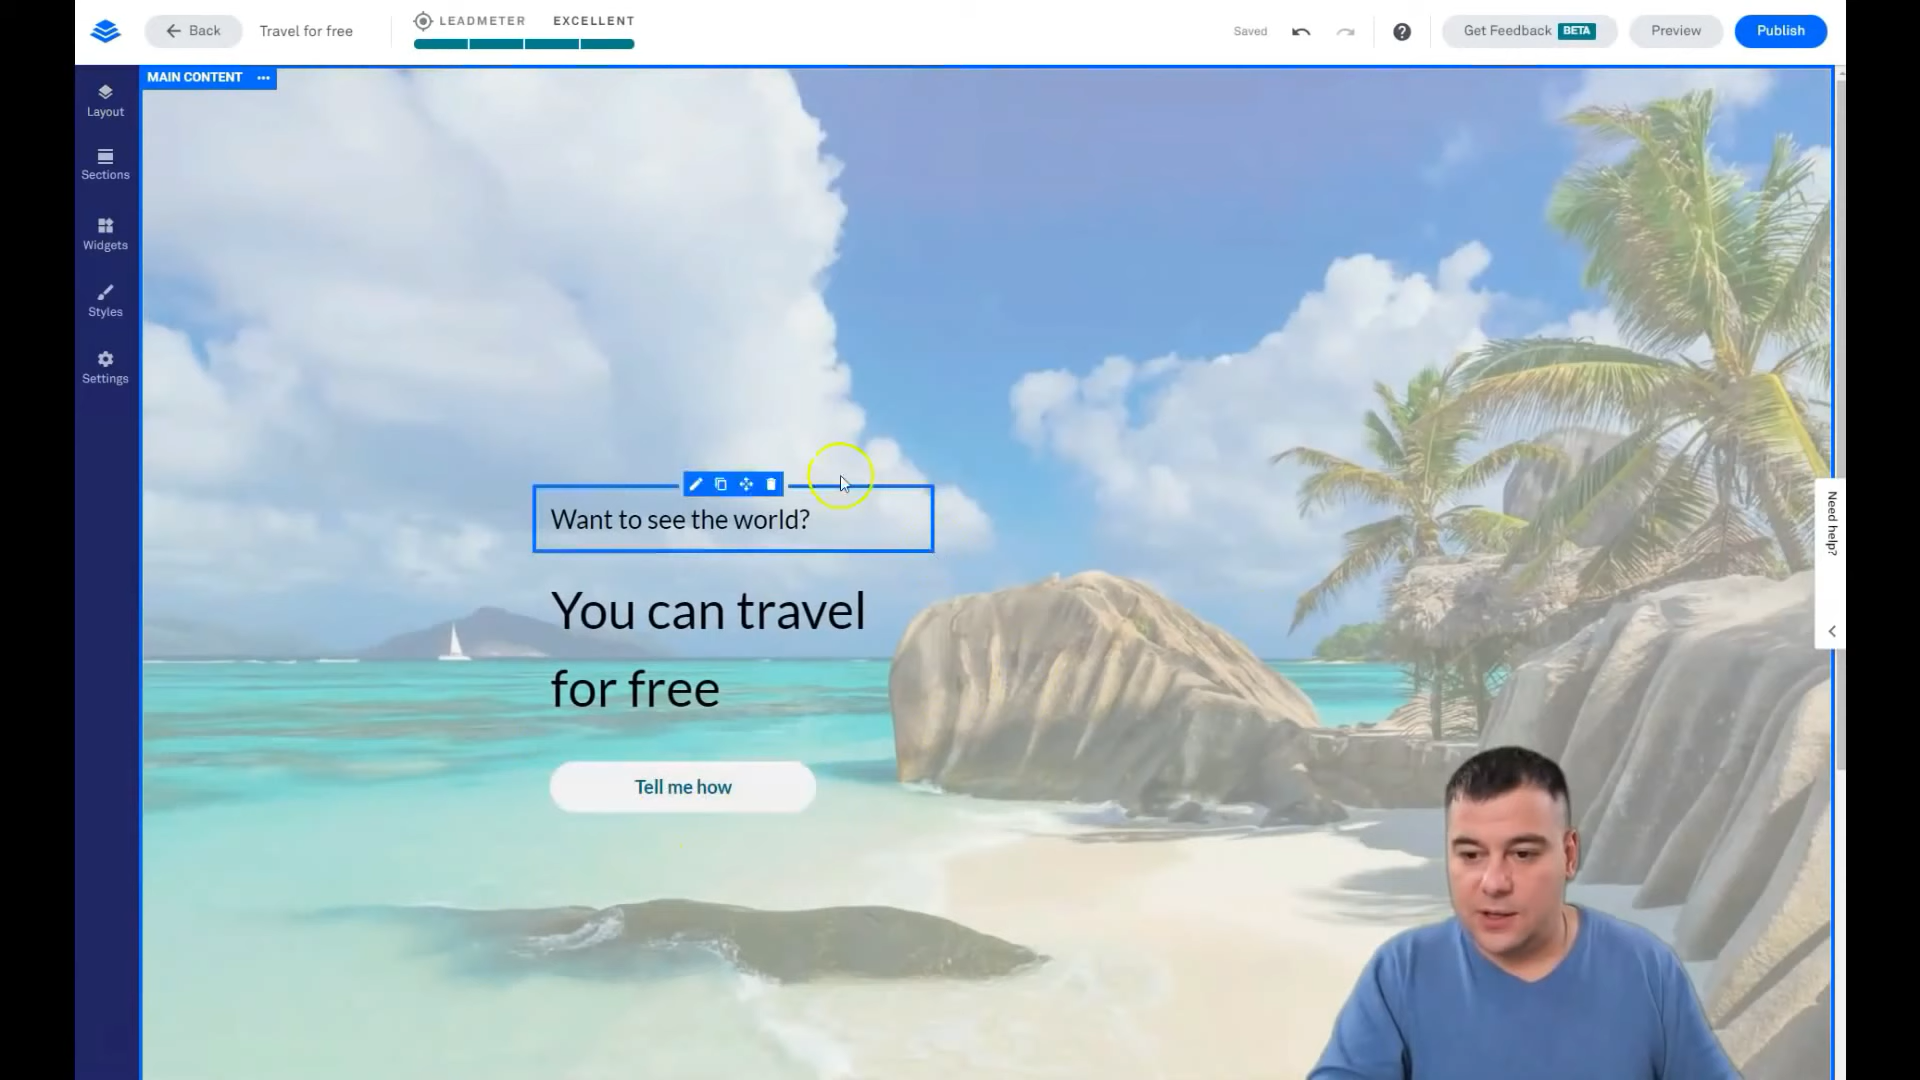 Back
Travel for free
LEADMETER EXCELLENT
Saved
Get Feedback BETA
Preview
Publish
MAIN CONTENT
Layout
Sections
Widgets
Styles
Settings
Want to see the world?
You can travel
for free
Tell me how
Need help?